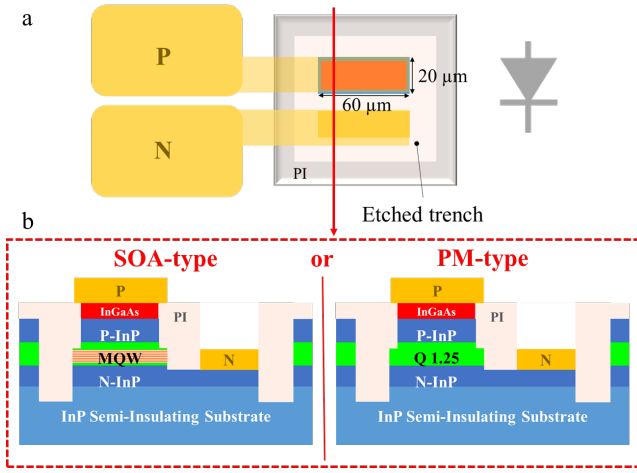 a
P
N
20 µm
60 µm
PI
Etched trench
b
SOA-type or PM-type
P
InGaAs
PI
P-InP
MQW
N
N-InP
InP Semi-Insulating Substrate
P
InGaAs
PI
P-InP
Q 1.25
N
N-InP
InP Semi-Insulating Substrate